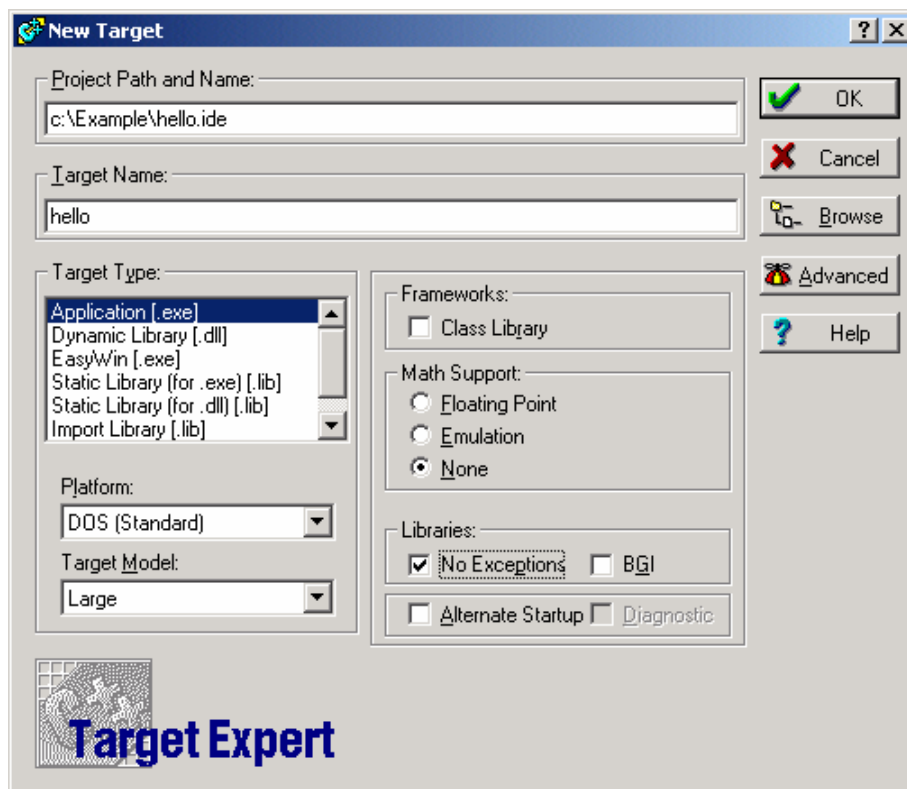 New Target
Project Path and Name:
c:\Example\hello.ide
Target Name:
hello
Target Type:
Application [.exe]
Dynamic Library [.dll]
EasyWin [.exe]
Static Library (for .exe) [.lib]
Static Library (for .dll) [.lib]
Import Library [.lib]
Platform:
DOS (Standard)
Target Model:
Large
Frameworks:
Class Library
Math Support:
Floating Point
Emulation
None
Libraries:
No Exceptions BGI
Alternate Startup Diagnostic
OK
Cancel
Browse
Advanced
Help
C++
Target Expert